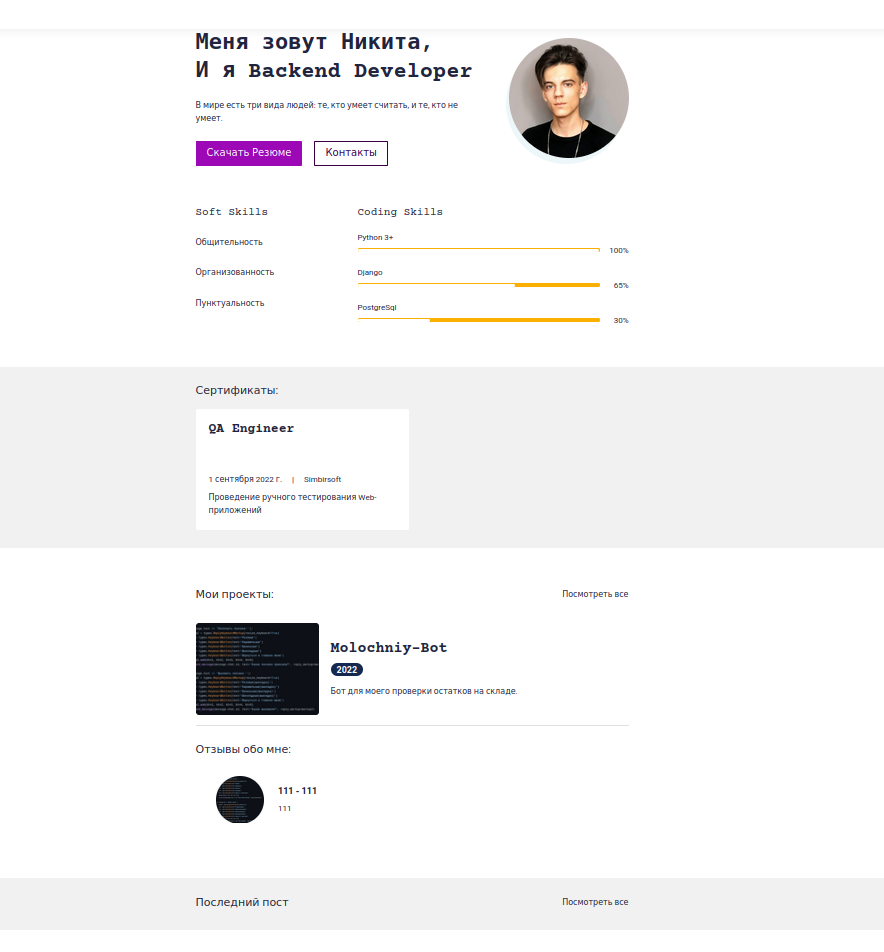 Меня зовут Никита,
И я Backend Developer
В мире есть три вида людей: те, кто умеет считать, и те, кто не
умеет.
Скачать Резюме
Контакты
Soft Skills
Coding Skills
Общительность
Python 3+
100%
Организованность
Django
65%
Пунктуальность
PostgreSql
30%
Сертификаты:
QA Engineer
1 сентября 2022 г. | Simbirsoft
Проведение ручного тестирования Web-
приложений
Мои проекты:
Посмотреть все
Molochniy-Bot
2022
Бот для моего проверки остатков на складе.
Отзывы обо мне:
111 - 111
111
Последний пост
Посмотреть все